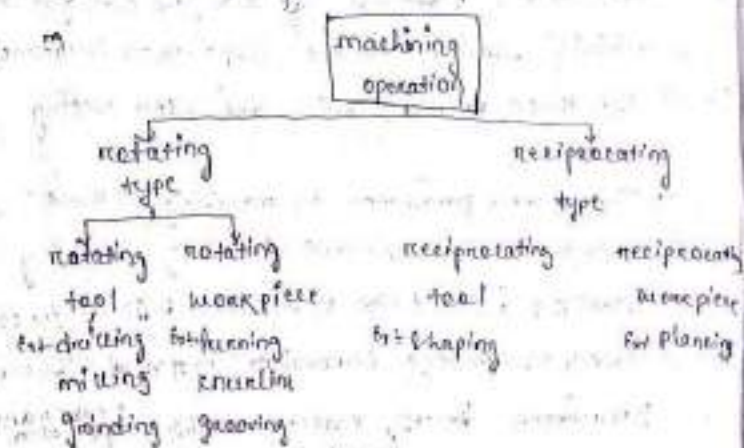 machining
operation
rotating
type
reciprocating
type
rotating
tool
Ex:- drilling
milling
grinding
rotating
workpiece
Ex:- turning
knurling
grooving
reciprocating
tool
Ex:- shaping
reciprocating
workpiece
Ex:- planing